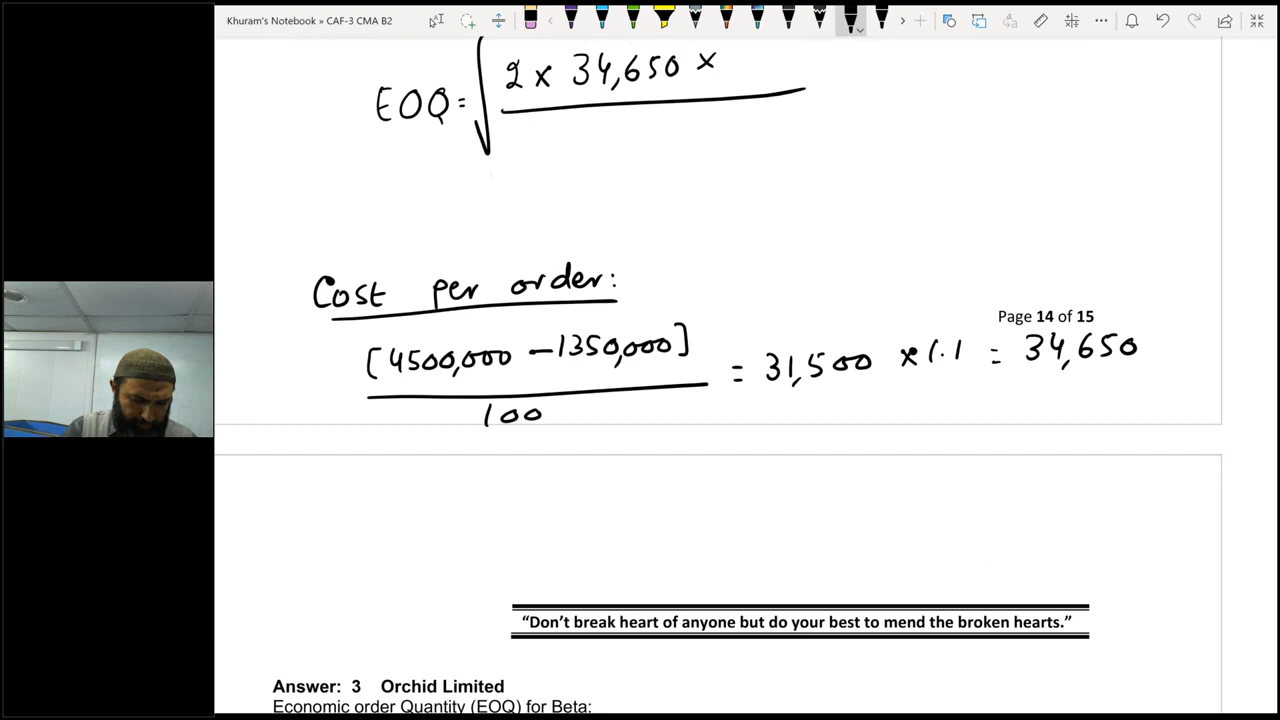 Khuram's Notebook » CAF-3 CMA B2
EOQ = √ 2 × 34,650 ×
Cost per order:
[4500,000 – 1350,000]
100
= 31,500 × 1.1 = 34,650
Page 14 of 15
“Don’t break heart of anyone but do your best to mend the broken hearts.”
Answer: 3 Orchid Limited
Economic order Quantity (EOQ) for Beta: